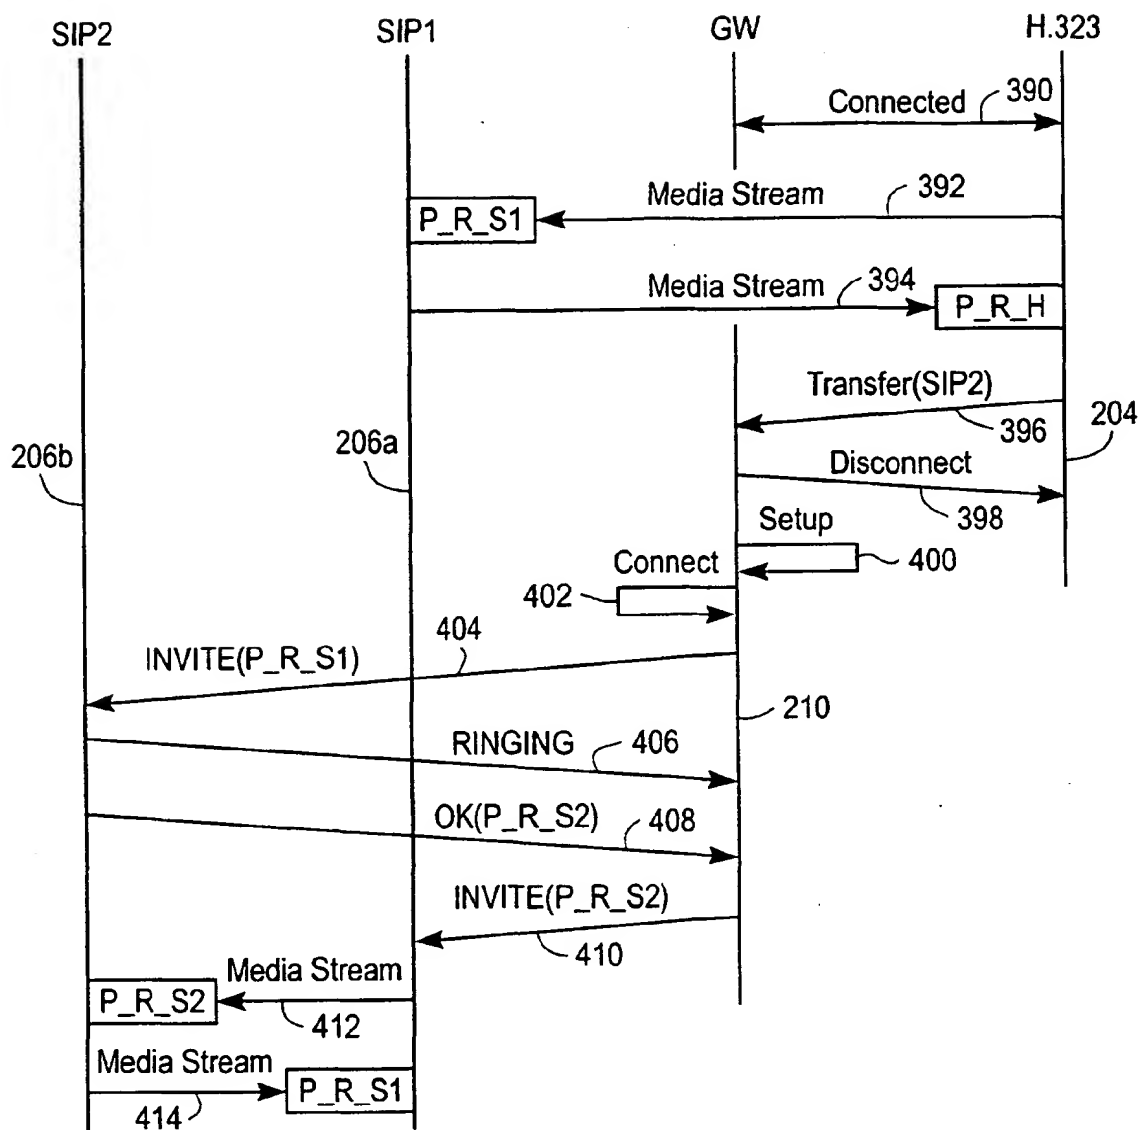 SIP2 SIP1 GW H.323
Connected 390
Media Stream 392
P_R_S1
Media Stream 394
P_R_H
Transfer(SIP2)
396 204
206b 206a
Disconnect
398
Setup
400
Connect
402
404
INVITE(P_R_S1)
210
RINGING 406
OK(P_R_S2) 408
INVITE(P_R_S2)
410
Media Stream
P_R_S2
412
Media Stream
P_R_S1
414